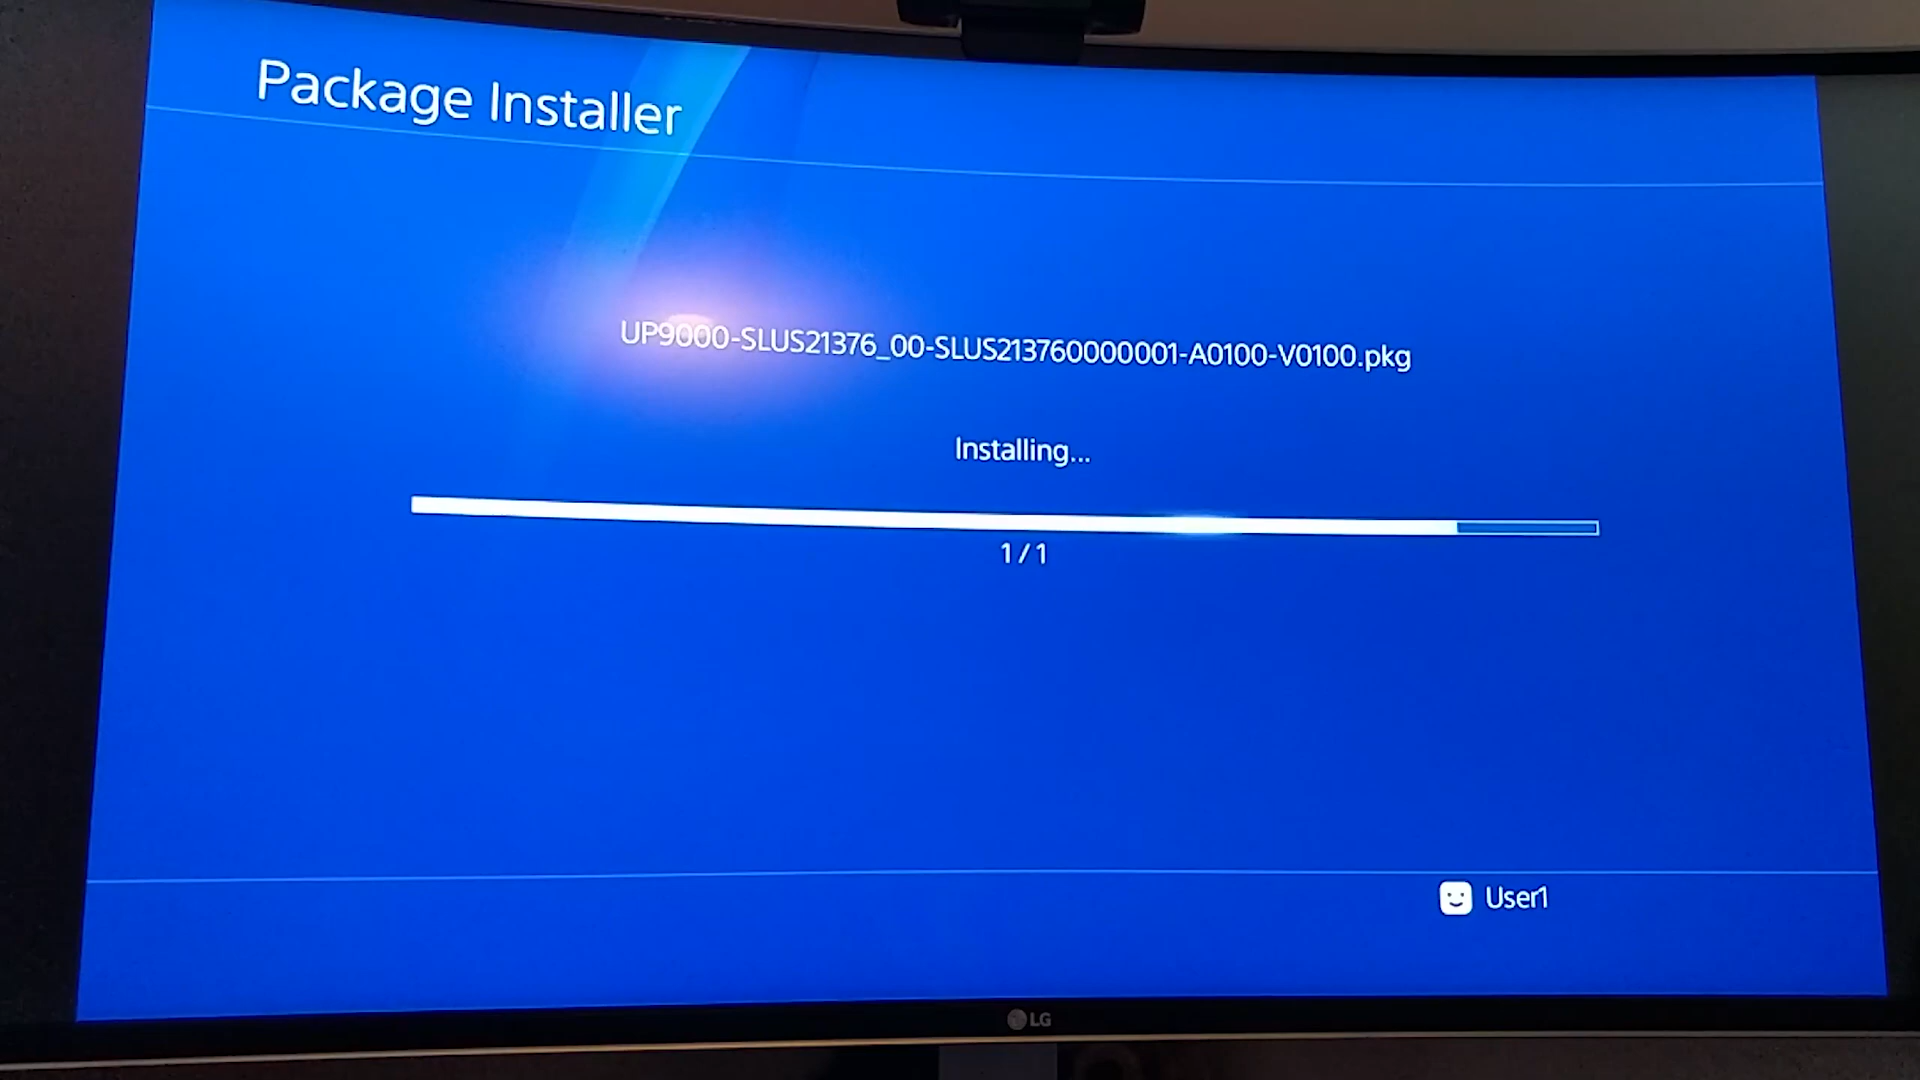 Package Installer
UP9000-SLUS21376_00-SLUS213760000001-A0100-V0100.pkg
Installing...
1 / 1
User1
LG